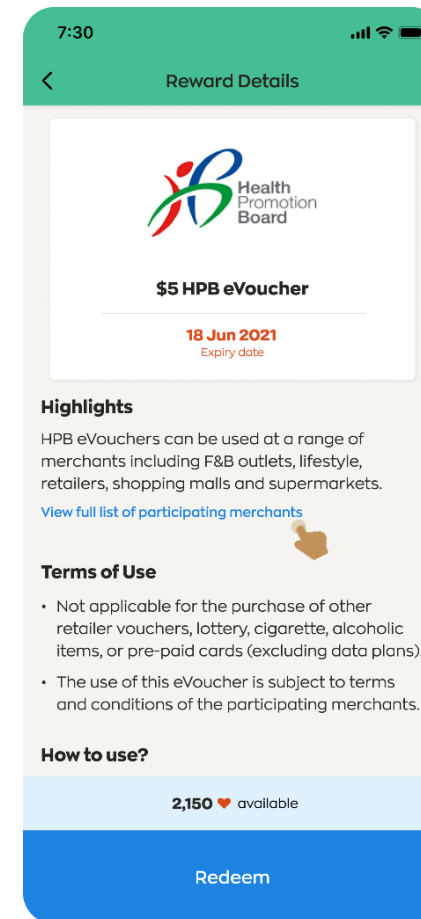 7:30
Reward Details
Health
Promotion
Board
$5 HPB eVoucher
18 Jun 2021
Expiry date
Highlights
HPB eVouchers can be used at a range of
merchants including F&B outlets, lifestyle,
retailers, shopping malls and supermarkets.
View full list of participating merchants
Terms of Use
• Not applicable for the purchase of other
retailer vouchers, lottery, cigarette, alcoholic
items, or pre-paid cards (excluding data plans).
• The use of this eVoucher is subject to terms
and conditions of the participating merchants.
How to use?
2,150 ♥ available
Redeem